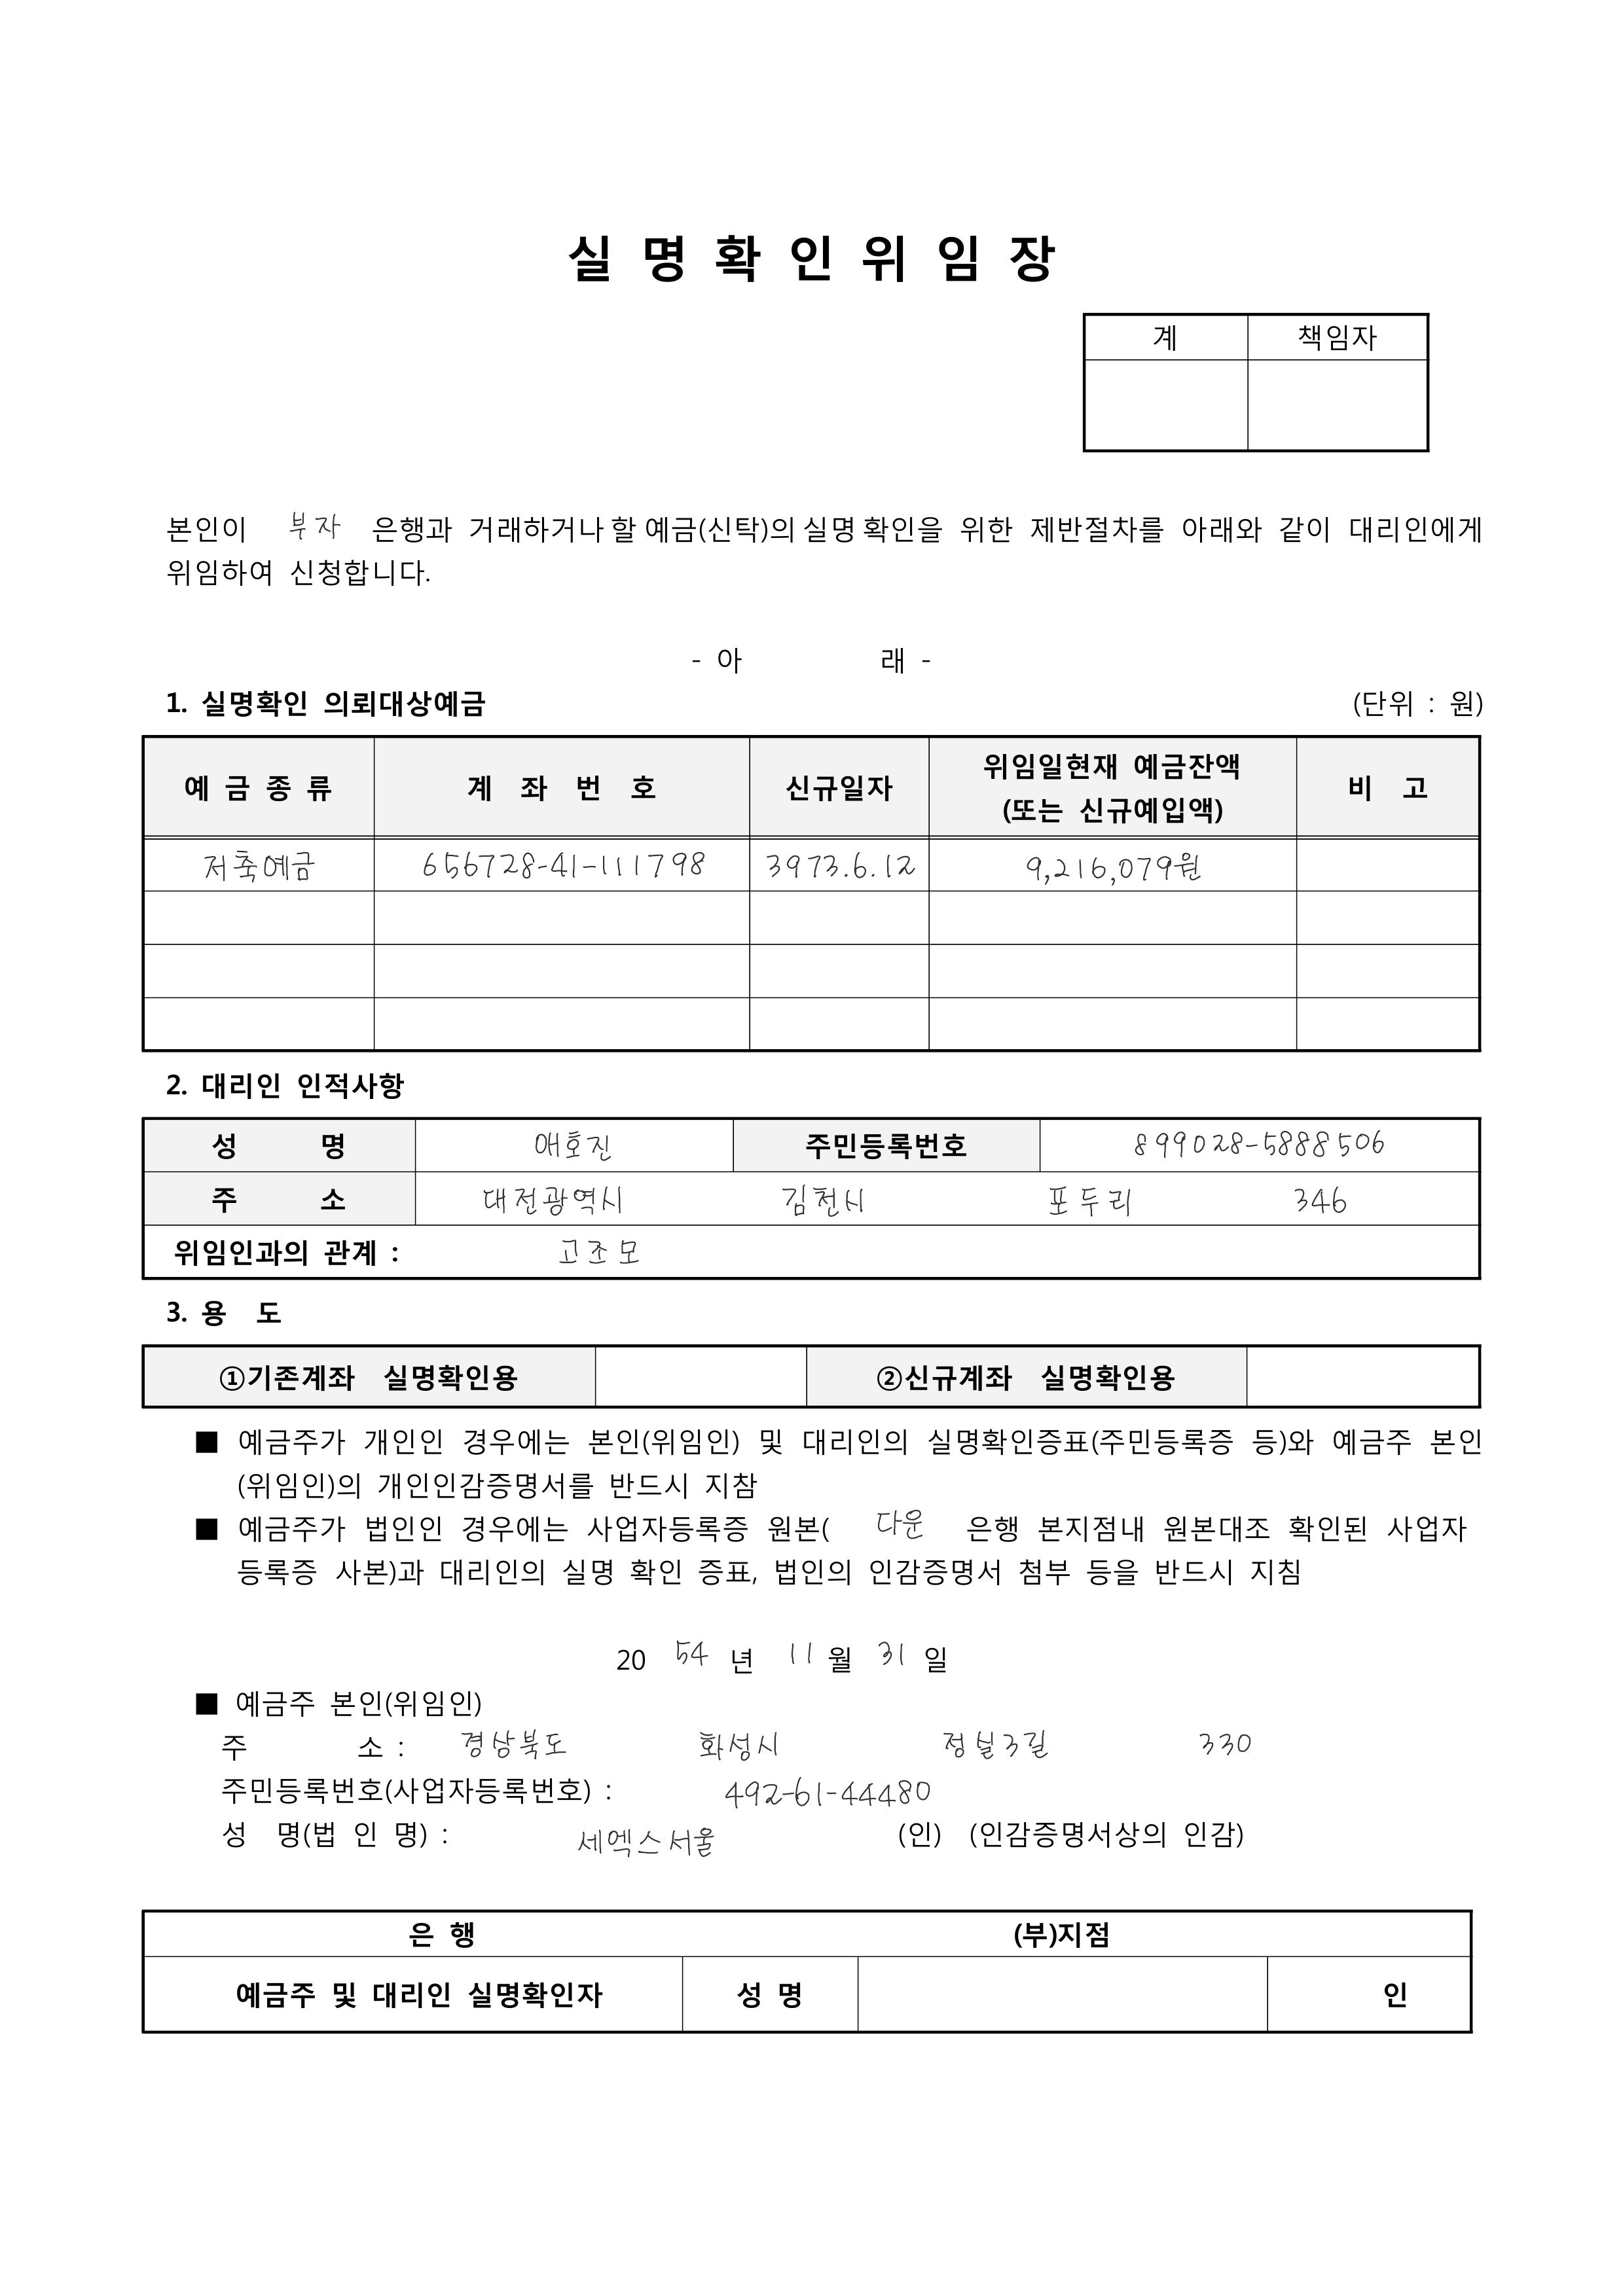 실 명 확 인 위 임 장
계 책임자
본인이 부자 은행과 거래하거나 할 예금(신탁)의 실명 확인을 위한 제반절차를 아래와 같이 대리인에게
위임하여 신청합니다.
- 아 래 -
1. 실명확인 의뢰대상예금 (단위 : 원)
예 금 종 류 계 좌 번 호 신규일자 위임일현재 예금잔액 (또는 신규예입액) 비 고
저축예금 656728-41-111798 3973.6.12 9,216,079원
2. 대리인 인적사항
성 명 애호진 주민등록번호 899028-5888506
주 소 대전광역시 김천시 포두리 346
위임인과의 관계 : 고조모
3. 용 도
①기존계좌 실명확인용 ②신규계좌 실명확인용
■ 예금주가 개인인 경우에는 본인(위임인) 및 대리인의 실명확인증표(주민등록증 등)와 예금주 본인
(위임인)의 개인인감증명서를 반드시 지참
■ 예금주가 법인인 경우에는 사업자등록증 원본( 다운 은행 본지점내 원본대조 확인된 사업자
등록증 사본)과 대리인의 실명 확인 증표, 법인의 인감증명서 첨부 등을 반드시 지침
20 54 년 11 월 31 일
■ 예금주 본인(위임인)
주 소 : 경상북도 화성시 정실3길 330
주민등록번호(사업자등록번호) : 492-61-44480
성 명(법 인 명) : 세엑스서울 (인) (인감증명서상의 인감)
은 행 (부)지점
예금주 및 대리인 실명확인자 성 명 인